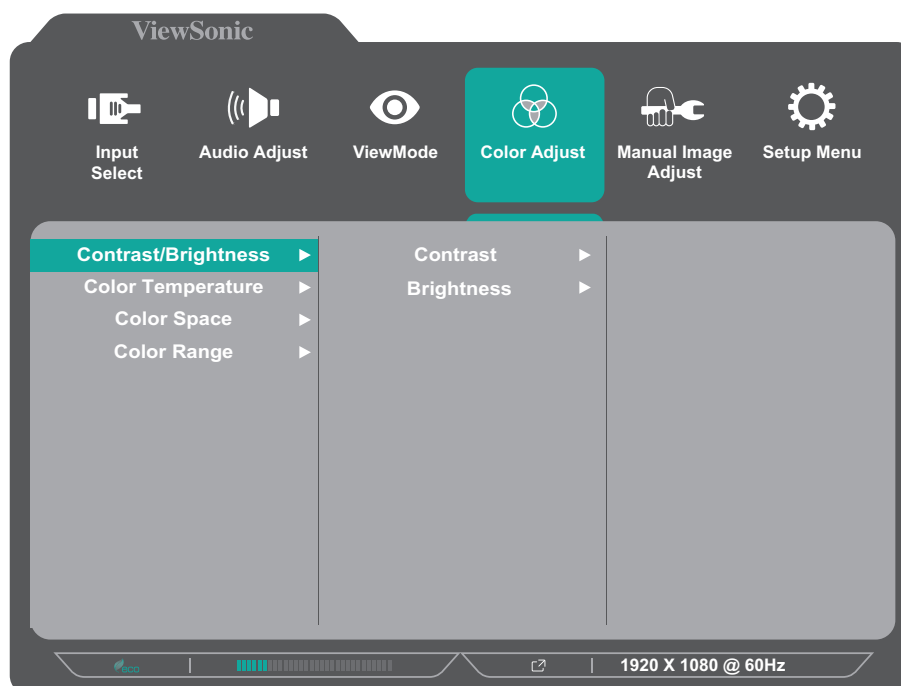 ViewSonic
Input
Select
Audio Adjust
ViewMode
Color Adjust
Manual Image
Adjust
Setup Menu
Contrast/Brightness
Color Temperature
Color Space
Color Range
Contrast
Brightness
eco
1920 X 1080 @ 60Hz